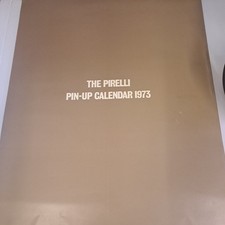 THE PIRELLI
PIN-UP CALENDAR 1973